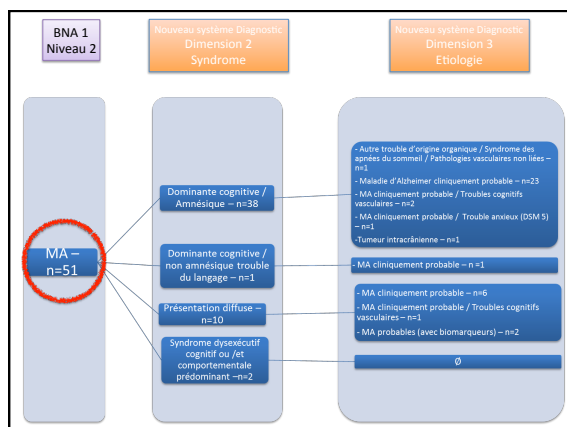 BNA 1
Niveau 2
Nouveau système Diagnostic
Dimension 2
Syndrome
Nouveau système Diagnostic
Dimension 3
Etiologie
MA –
n=51
Dominante cognitive /
Amnésique – n=38
Dominante cognitive /
non amnésique trouble
du langage – n=1
Présentation diffuse –
n=10
Syndrome dysexécutif
cognitif ou /et
comportementale
prédominant –n=2
- Autre trouble d'origine organique / Syndrome des
apnées du sommeil / Pathologies vasculaires non liées –
n=1
- Maladie d'Alzheimer cliniquement probable – n=23
- MA cliniquement probable / Troubles cognitifs
vasculaires – n=2
- MA cliniquement probable / Trouble anxieux (DSM 5)
– n=1
-Tumeur intracrânienne – n=1
- MA cliniquement probable – n =1
- MA cliniquement probable – n=6
- MA cliniquement probable / Troubles cognitifs
vasculaires – n=1
- MA probables (avec biomarqueurs) – n=2
Ø